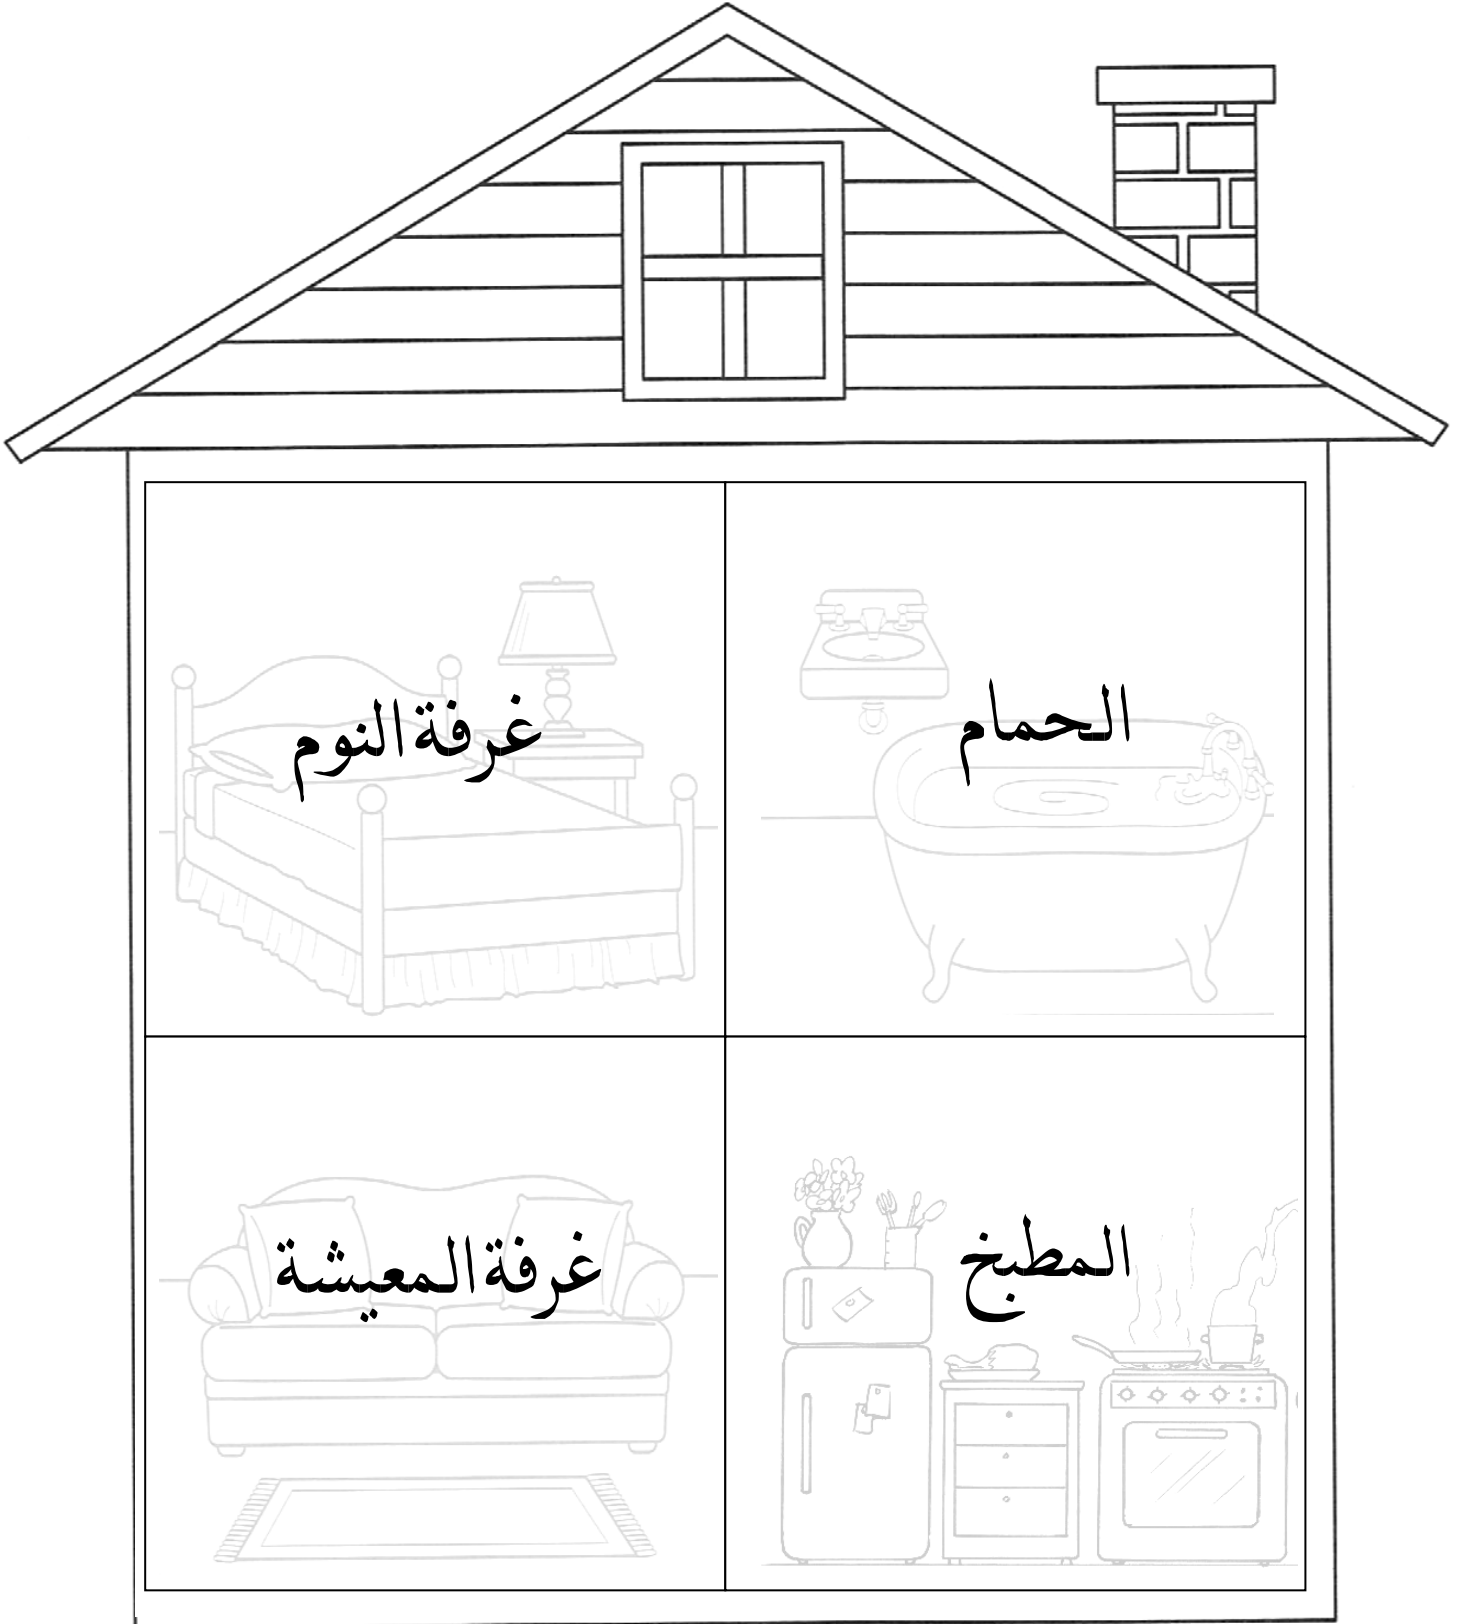 الحمام
غرفة النوم
المطبخ
غرفة المعيشة